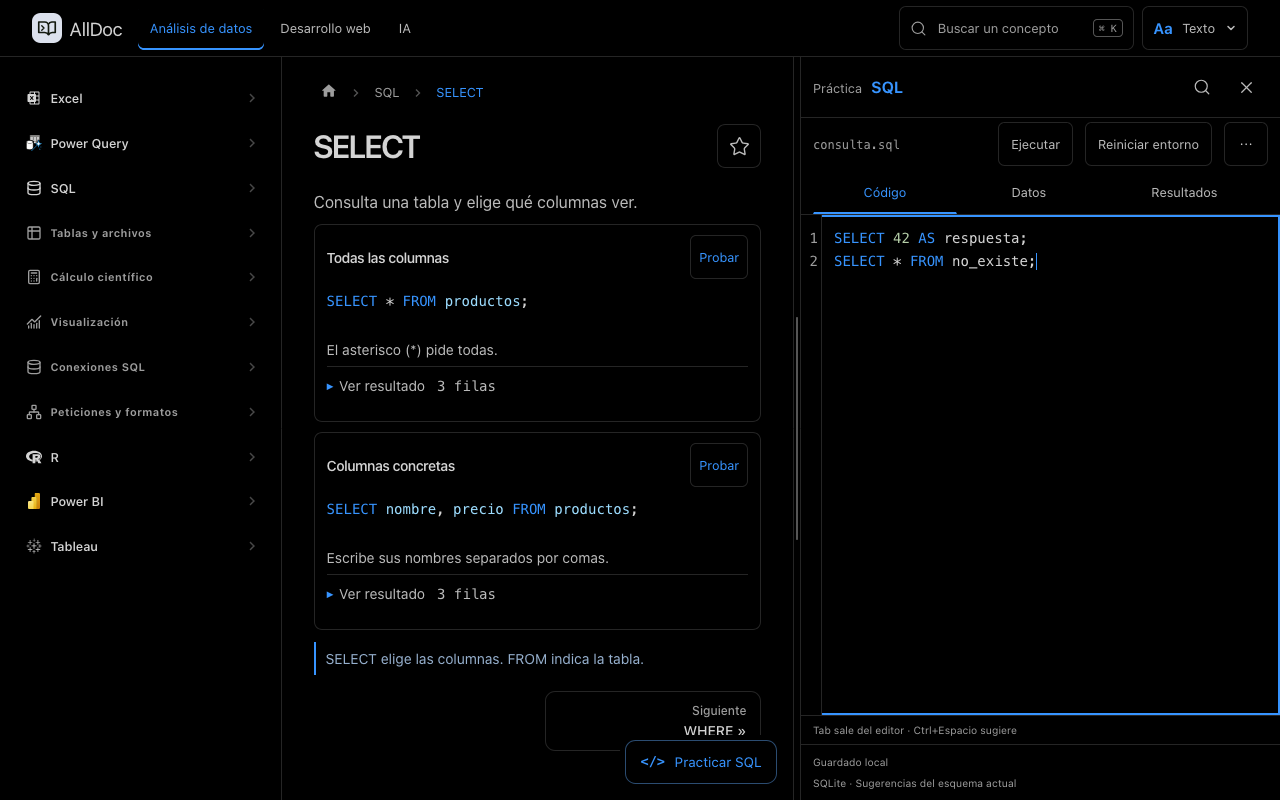 AllDoc
Análisis de datos
Desarrollo web
IA
Buscar un concepto
⌘ K
Aa Texto
Excel
Power Query
SQL
Tablas y archivos
Cálculo científico
Visualización
Conexiones SQL
Peticiones y formatos
R
Power BI
Tableau
SQL
SELECT
SELECT
Consulta una tabla y elige qué columnas ver.
Todas las columnas
Probar
SELECT * FROM productos;
El asterisco (*) pide todas.
Ver resultado 3 filas
Columnas concretas
Probar
SELECT nombre, precio FROM productos;
Escribe sus nombres separados por comas.
Ver resultado 3 filas
SELECT elige las columnas. FROM indica la tabla.
Siguiente
WHERE »
</> Practicar SQL
Práctica SQL
consulta.sql
Ejecutar
Reiniciar entorno
...
Código
Datos
Resultados
1 SELECT 42 AS respuesta;
2 SELECT * FROM no_existe;
Tab sale del editor · Ctrl+Espacio sugiere
Guardado local
SQLite · Sugerencias del esquema actual